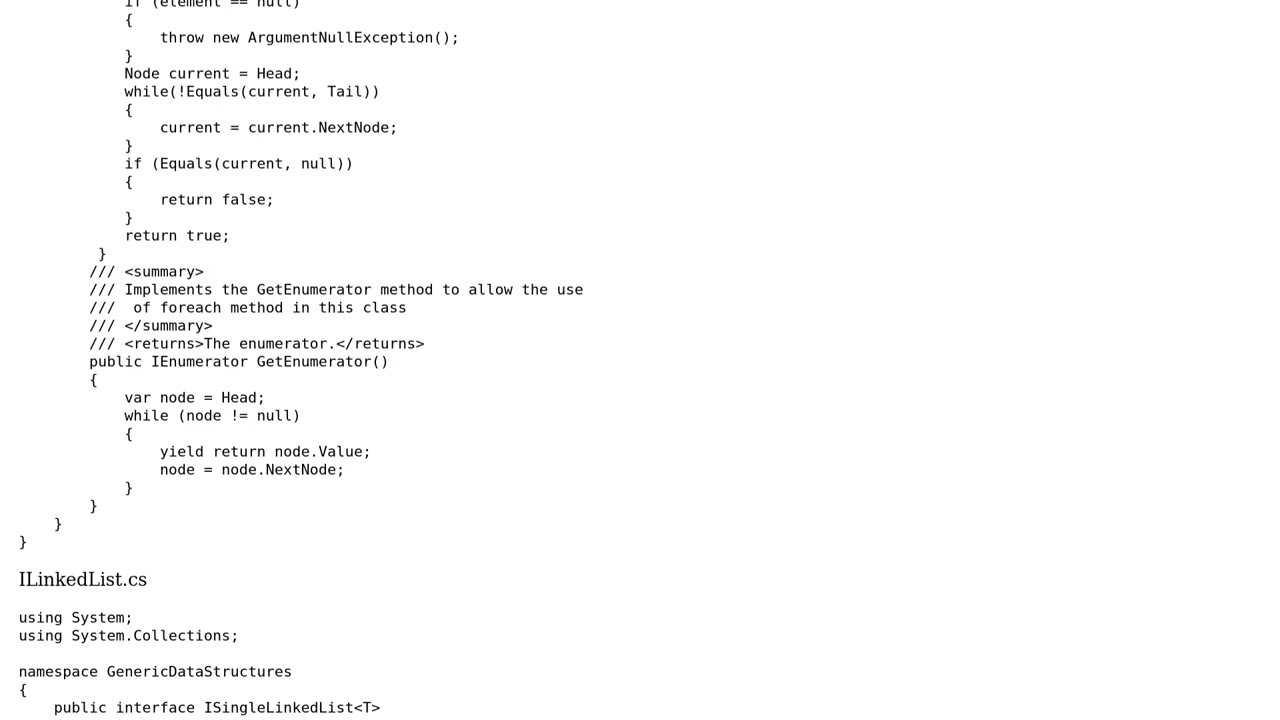 if (element == null)
{
throw new ArgumentNullException();
}
Node current = Head;
while(!Equals(current, Tail))
{
current = current.NextNode;
}
if (Equals(current, null))
{
return false;
}
return true;
}
/// <summary>
/// Implements the GetEnumerator method to allow the use
///  of foreach method in this class
/// </summary>
/// <returns>The enumerator.</returns>
public IEnumerator GetEnumerator()
{
var node = Head;
while (node != null)
{
yield return node.Value;
node = node.NextNode;
}
}
}
}
ILinkedList.cs
using System;
using System.Collections;
namespace GenericDataStructures
{
public interface ISingleLinkedList<T>